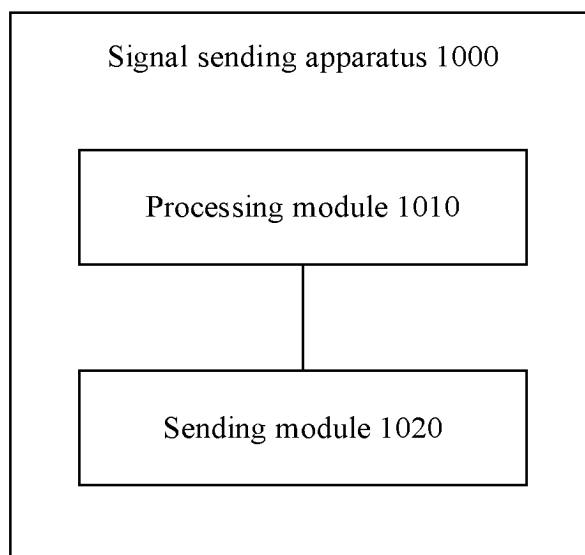 Signal sending apparatus 1000
Processing module 1010
Sending module 1020